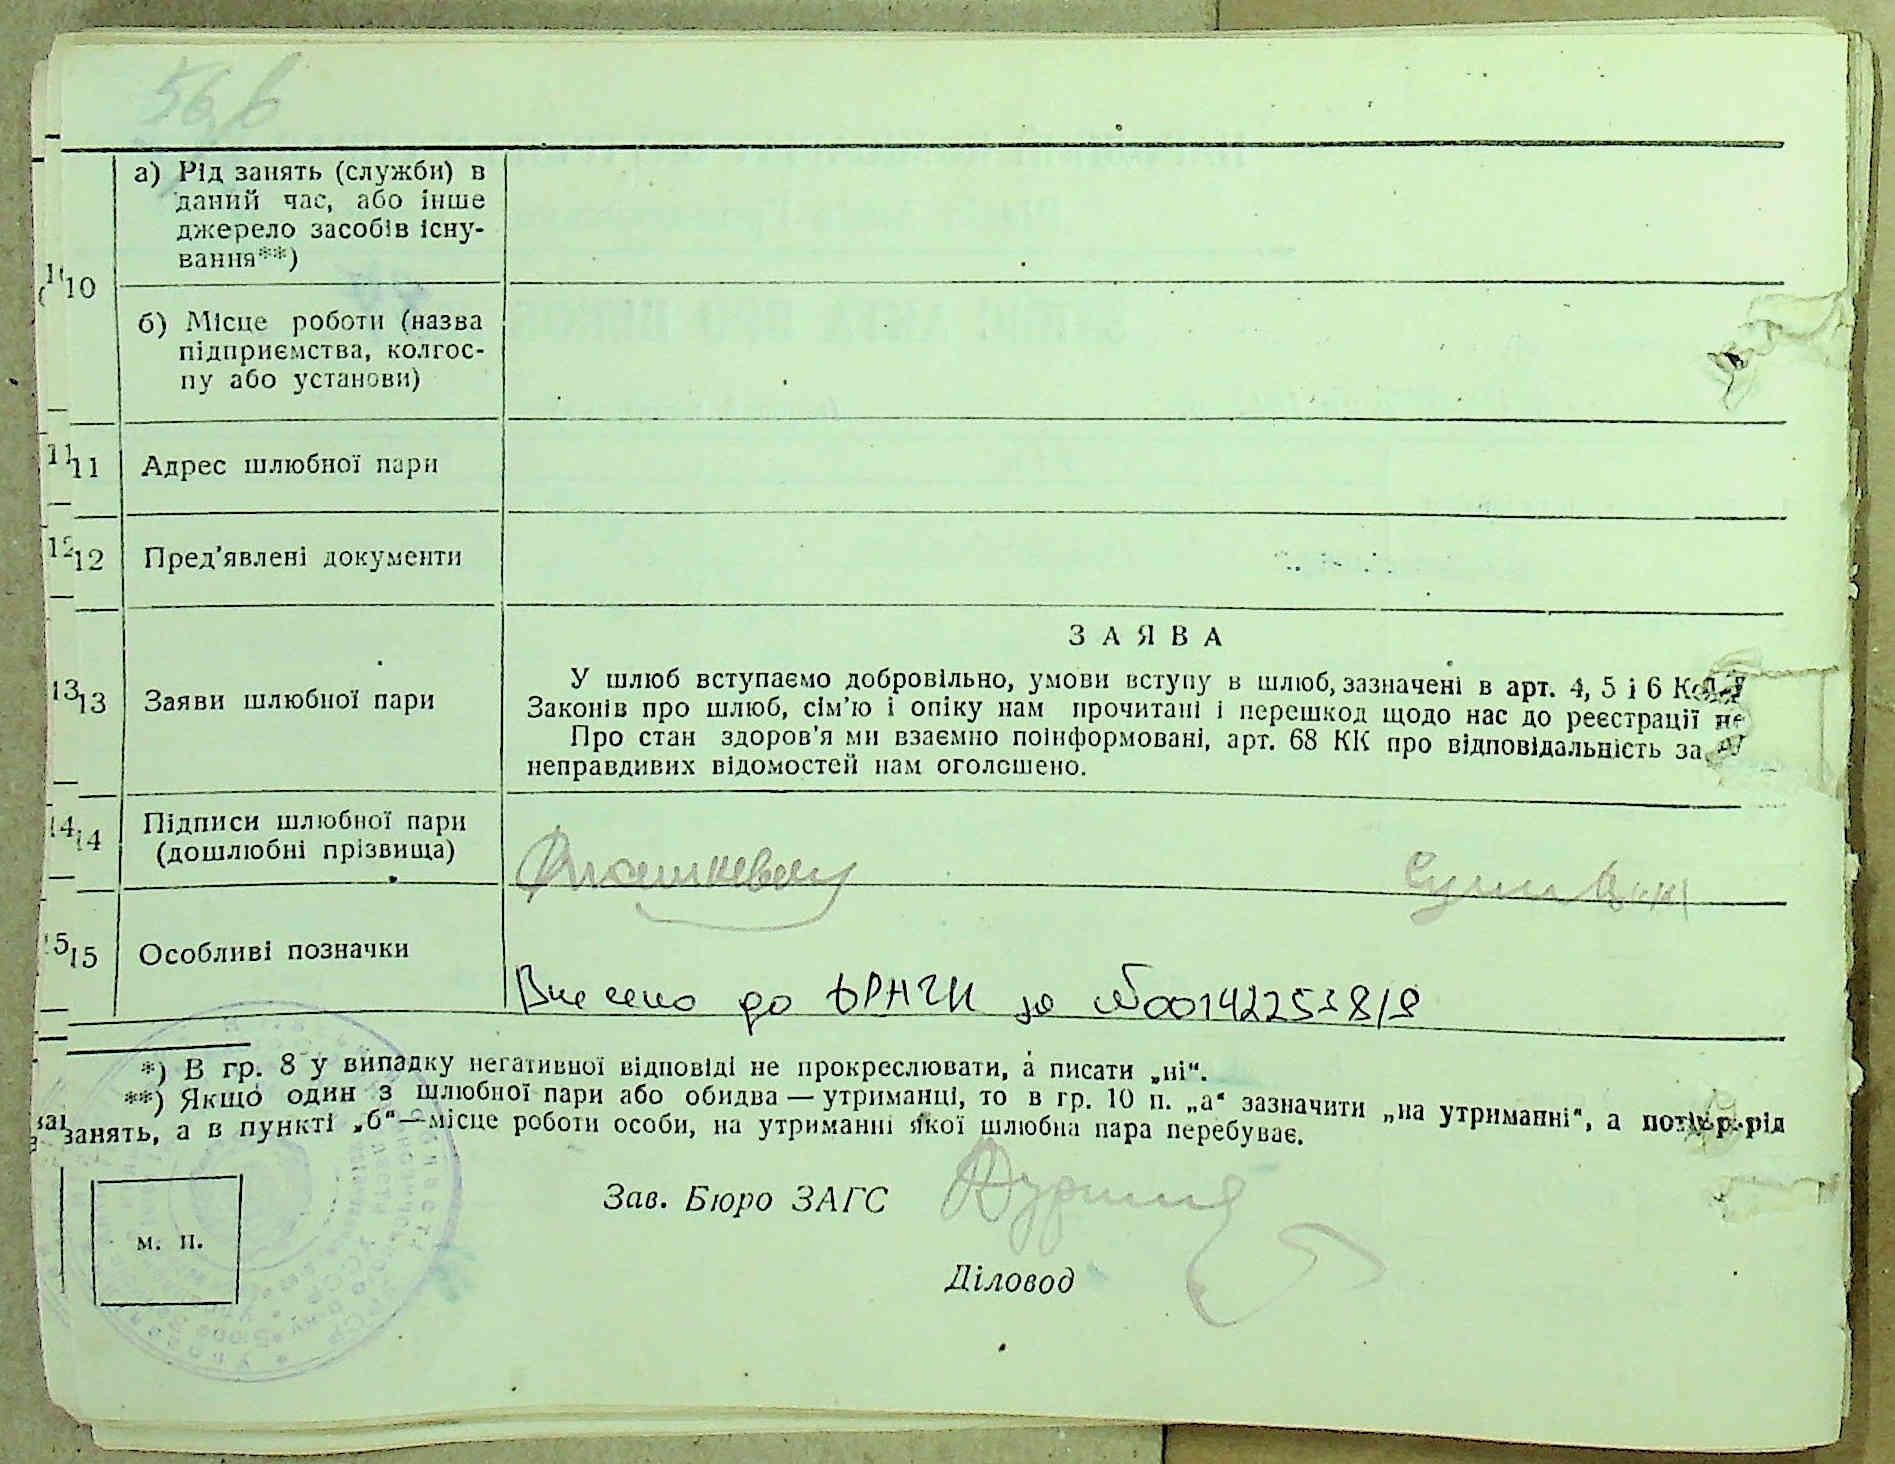 а) Рід занять (служби) в
даний час, або інше
джерело засобів існу-
вання**)
10
б) Місце роботи (назва
підприємства, колгос-
пу або установи)
11 Адрес шлюбної пари
12 Пред'явлені документи
13 Заяви шлюбної пари
ЗАЯВА
У шлюб вступаємо добровільно, умови вступу в шлюб, зазначені в арт. 4, 5 і 6
Законів про шлюб, сім'ю і опіку нам прочитані і перешкод щодо нас до реєстрації не
Про стан здоров'я ми взаємно поінформовані, арт. 68 КК про відповідальність за
неправдивих відомостей нам оголошено.
14 Підписи шлюбної пари
(дошлюбні прізвища)
15 Особливі позначки
Внесено до ДРАЦС за №00142253819
*) В гр. 8 у випадку негативної відповіді не прокреслювати, а писати „ні“.
**) Якщо один з шлюбної пари або обидва — утриманці, то в гр. 10 п. „а“ зазначити „на утриманні“, а потім рід
занять, а в пункті „б“—місце роботи особи, на утриманні якої шлюбна пара перебуває.
Зав. Бюро ЗАГС
м. п.
Діловод